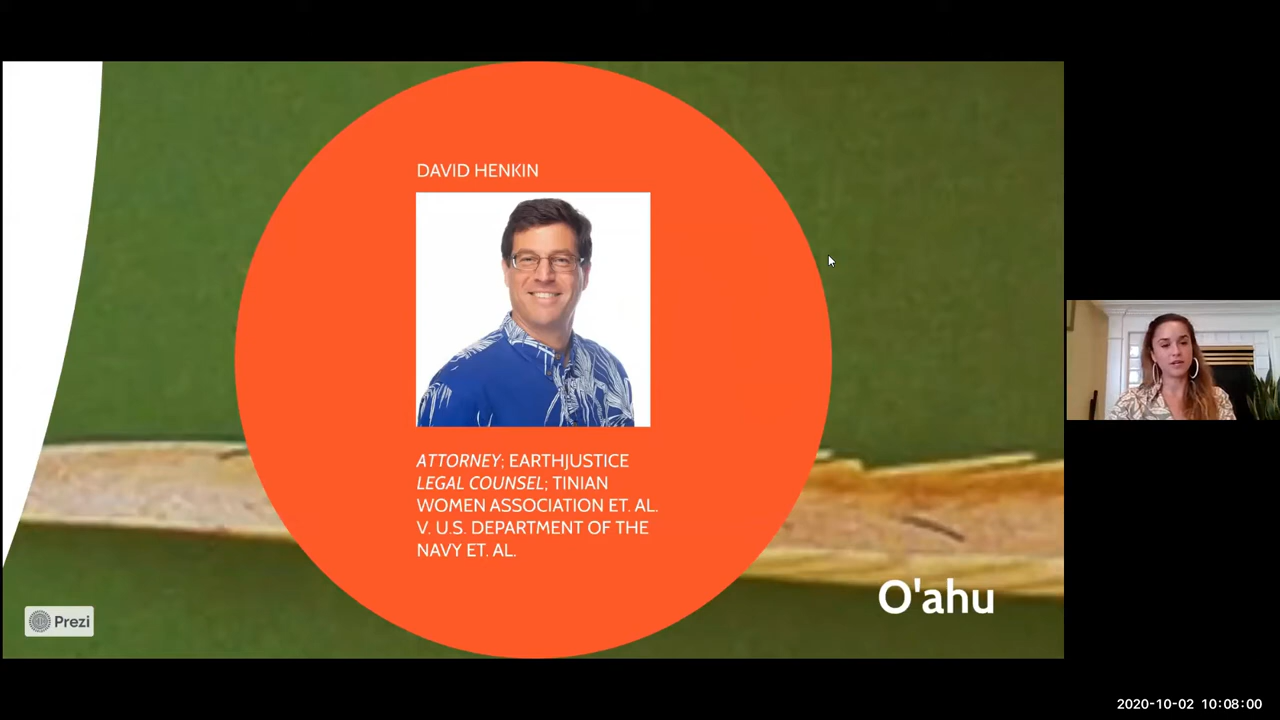 DAVID HENKIN
ATTORNEY; EARTHJUSTICE
LEGAL COUNSEL; TINIAN
WOMEN ASSOCIATION ET. AL.
V. U.S. DEPARTMENT OF THE
NAVY ET. AL.
O'ahu
Prezi
2020-10-02 10:08:00